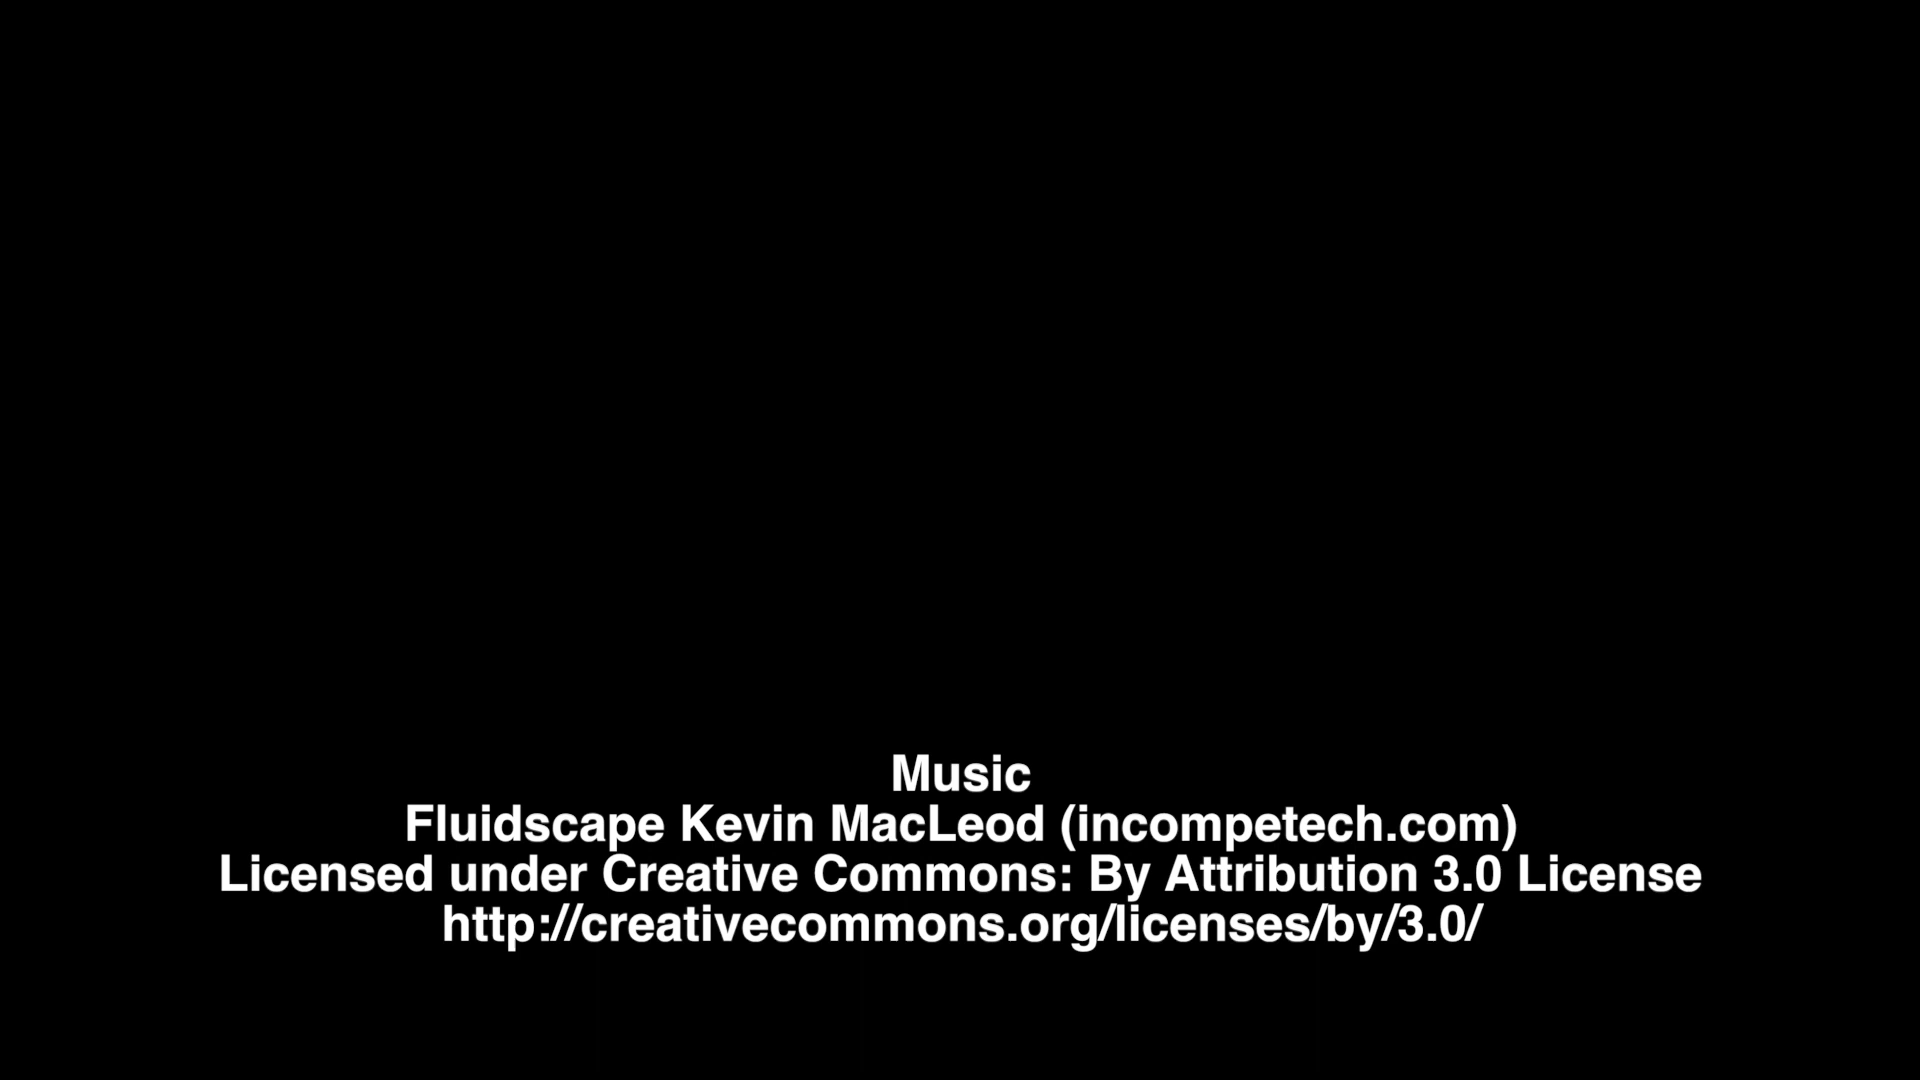 Music
Fluidscape Kevin MacLeod (incompetech.com)
Licensed under Creative Commons: By Attribution 3.0 License
http://creativecommons.org/licenses/by/3.0/